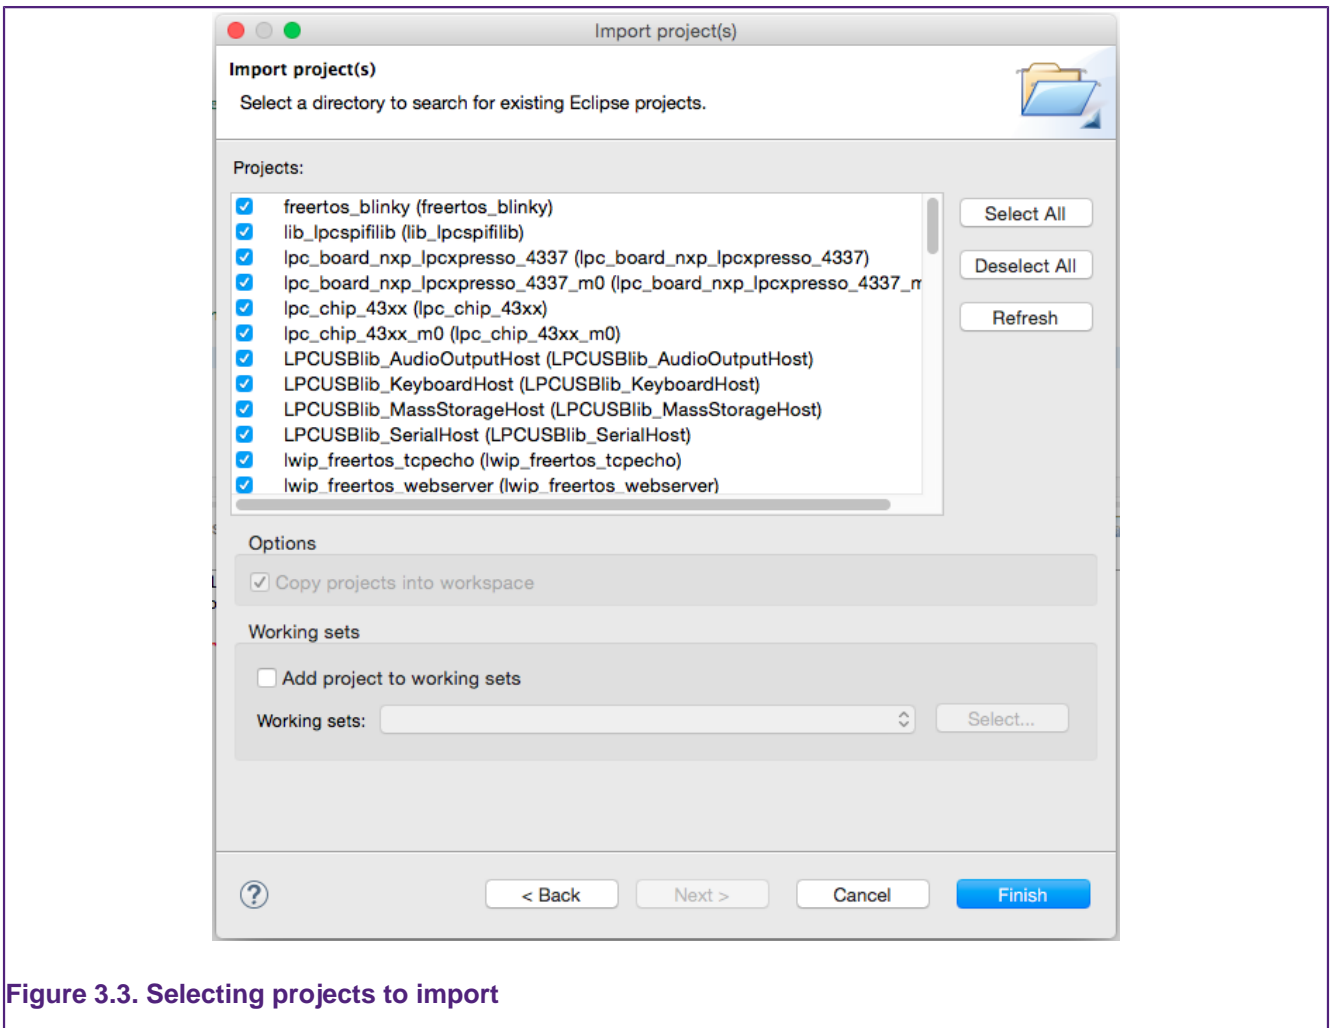 Import project(s)
Import project(s)
Select a directory to search for existing Eclipse projects.
Projects:
freertos_blinky (freertos_blinky)
lib_lpcspifilib (lib_lpcspifilib)
lpc_board_nxp_lpcxpresso_4337 (lpc_board_nxp_lpcxpresso_4337)
lpc_board_nxp_lpcxpresso_4337_m0 (lpc_board_nxp_lpcxpresso_4337_m
lpc_chip_43xx (lpc_chip_43xx)
lpc_chip_43xx_m0 (lpc_chip_43xx_m0)
LPCUSBlib_AudioOutputHost (LPCUSBlib_AudioOutputHost)
LPCUSBlib_KeyboardHost (LPCUSBlib_KeyboardHost)
LPCUSBlib_MassStorageHost (LPCUSBlib_MassStorageHost)
LPCUSBlib_SerialHost (LPCUSBlib_SerialHost)
lwip_freertos_tcpecho (lwip_freertos_tcpecho)
lwip_freertos_webserver (lwip_freertos_webserver)
Select All
Deselect All
Refresh
Options
Copy projects into workspace
Working sets
Add project to working sets
Working sets:
Select...
?
< Back
Next >
Cancel
Finish
Figure 3.3. Selecting projects to import